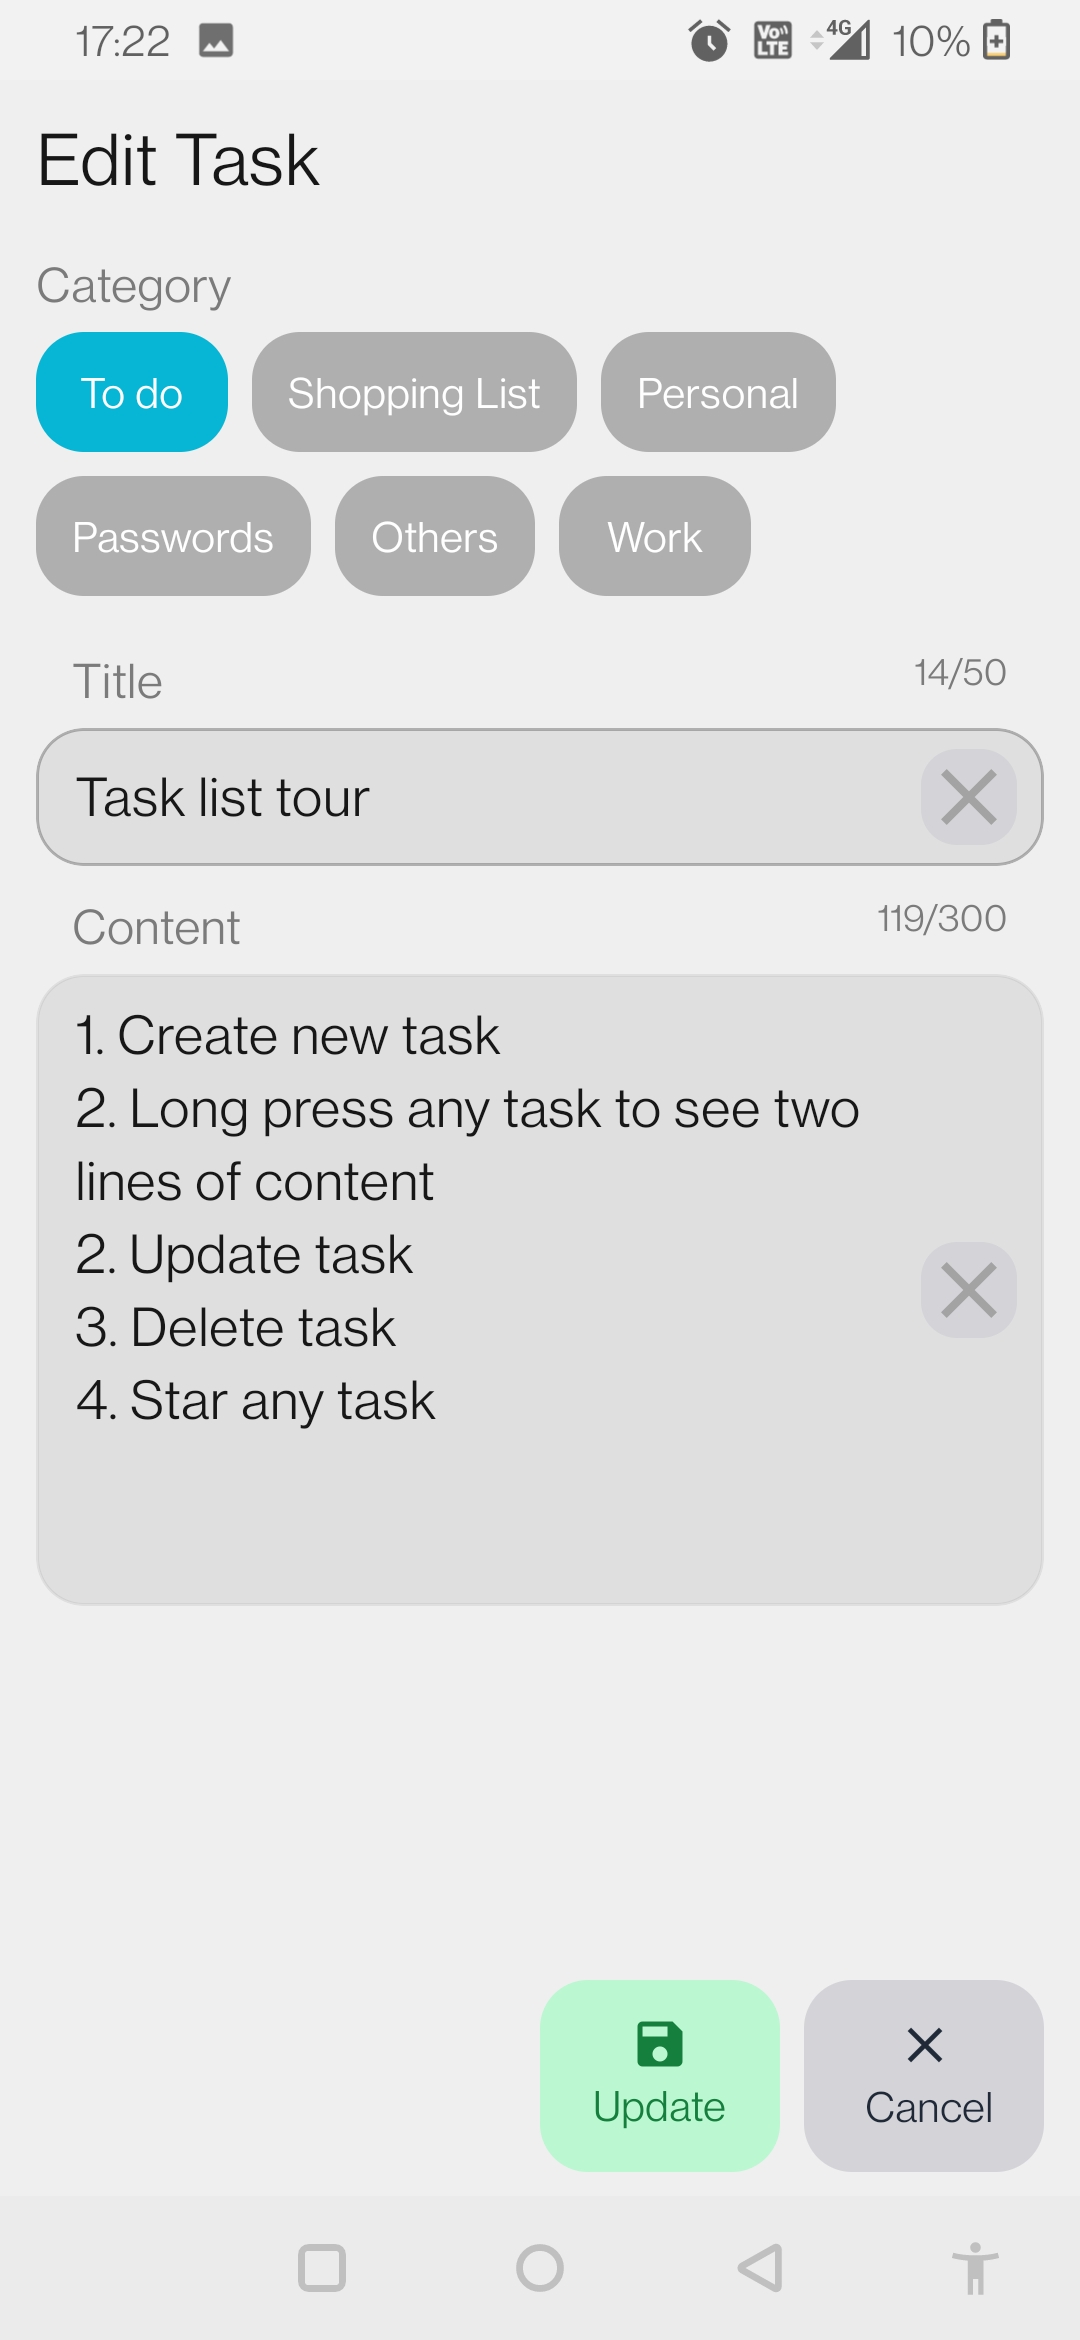 17:22 VoLTE 4G 10%
Edit Task
Category
To do Shopping List Personal
Passwords Others Work
Title 14/50
Task list tour
Content 119/300
1. Create new task
2. Long press any task to see two
lines of content
2. Update task
3. Delete task
4. Star any task
Update Cancel